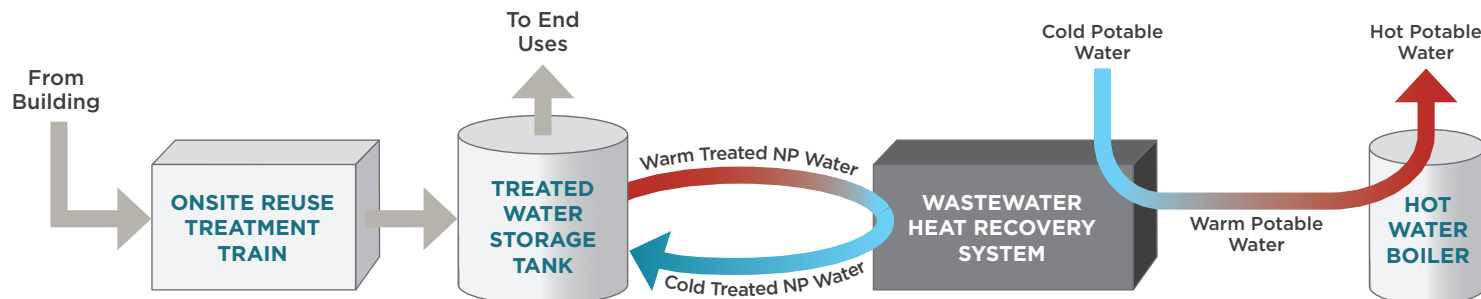 From
Building
ONSITE REUSE
TREATMENT
TRAIN
To End
Uses
TREATED
WATER
STORAGE
TANK
Warm Treated NP Water
Cold Treated NP Water
WASTEWATER
HEAT RECOVERY
SYSTEM
Cold Potable
Water
Warm Potable
Water
Hot Potable
Water
HOT
WATER
BOILER